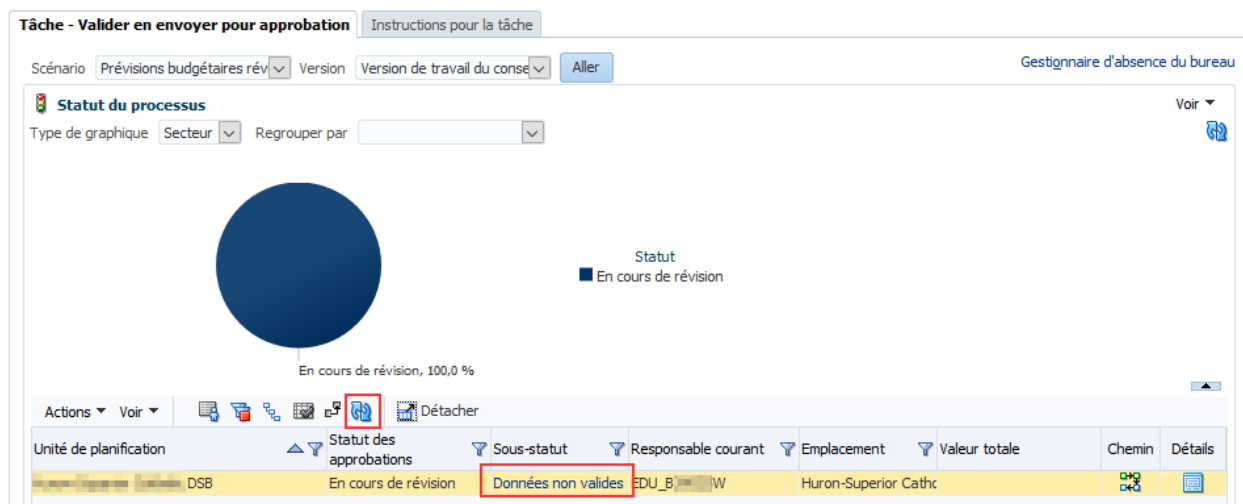 Tâche - Valider en envoyer pour approbation Instructions pour la tâche
Scénario Prévisions budgétaires rév Version Version de travail du conse Aller Gestionnaire d'absence du bureau
Statut du processus Voir
Type de graphique Secteur Regrouper par
Statut
En cours de révision
En cours de révision, 100,0 %
Actions Voir Détacher
Unité de planification Statut des approbations Sous-statut Responsable courant Emplacement Valeur totale Chemin Détails
DSB En cours de révision Données non valides EDU_B W Huron-Superior Cathc